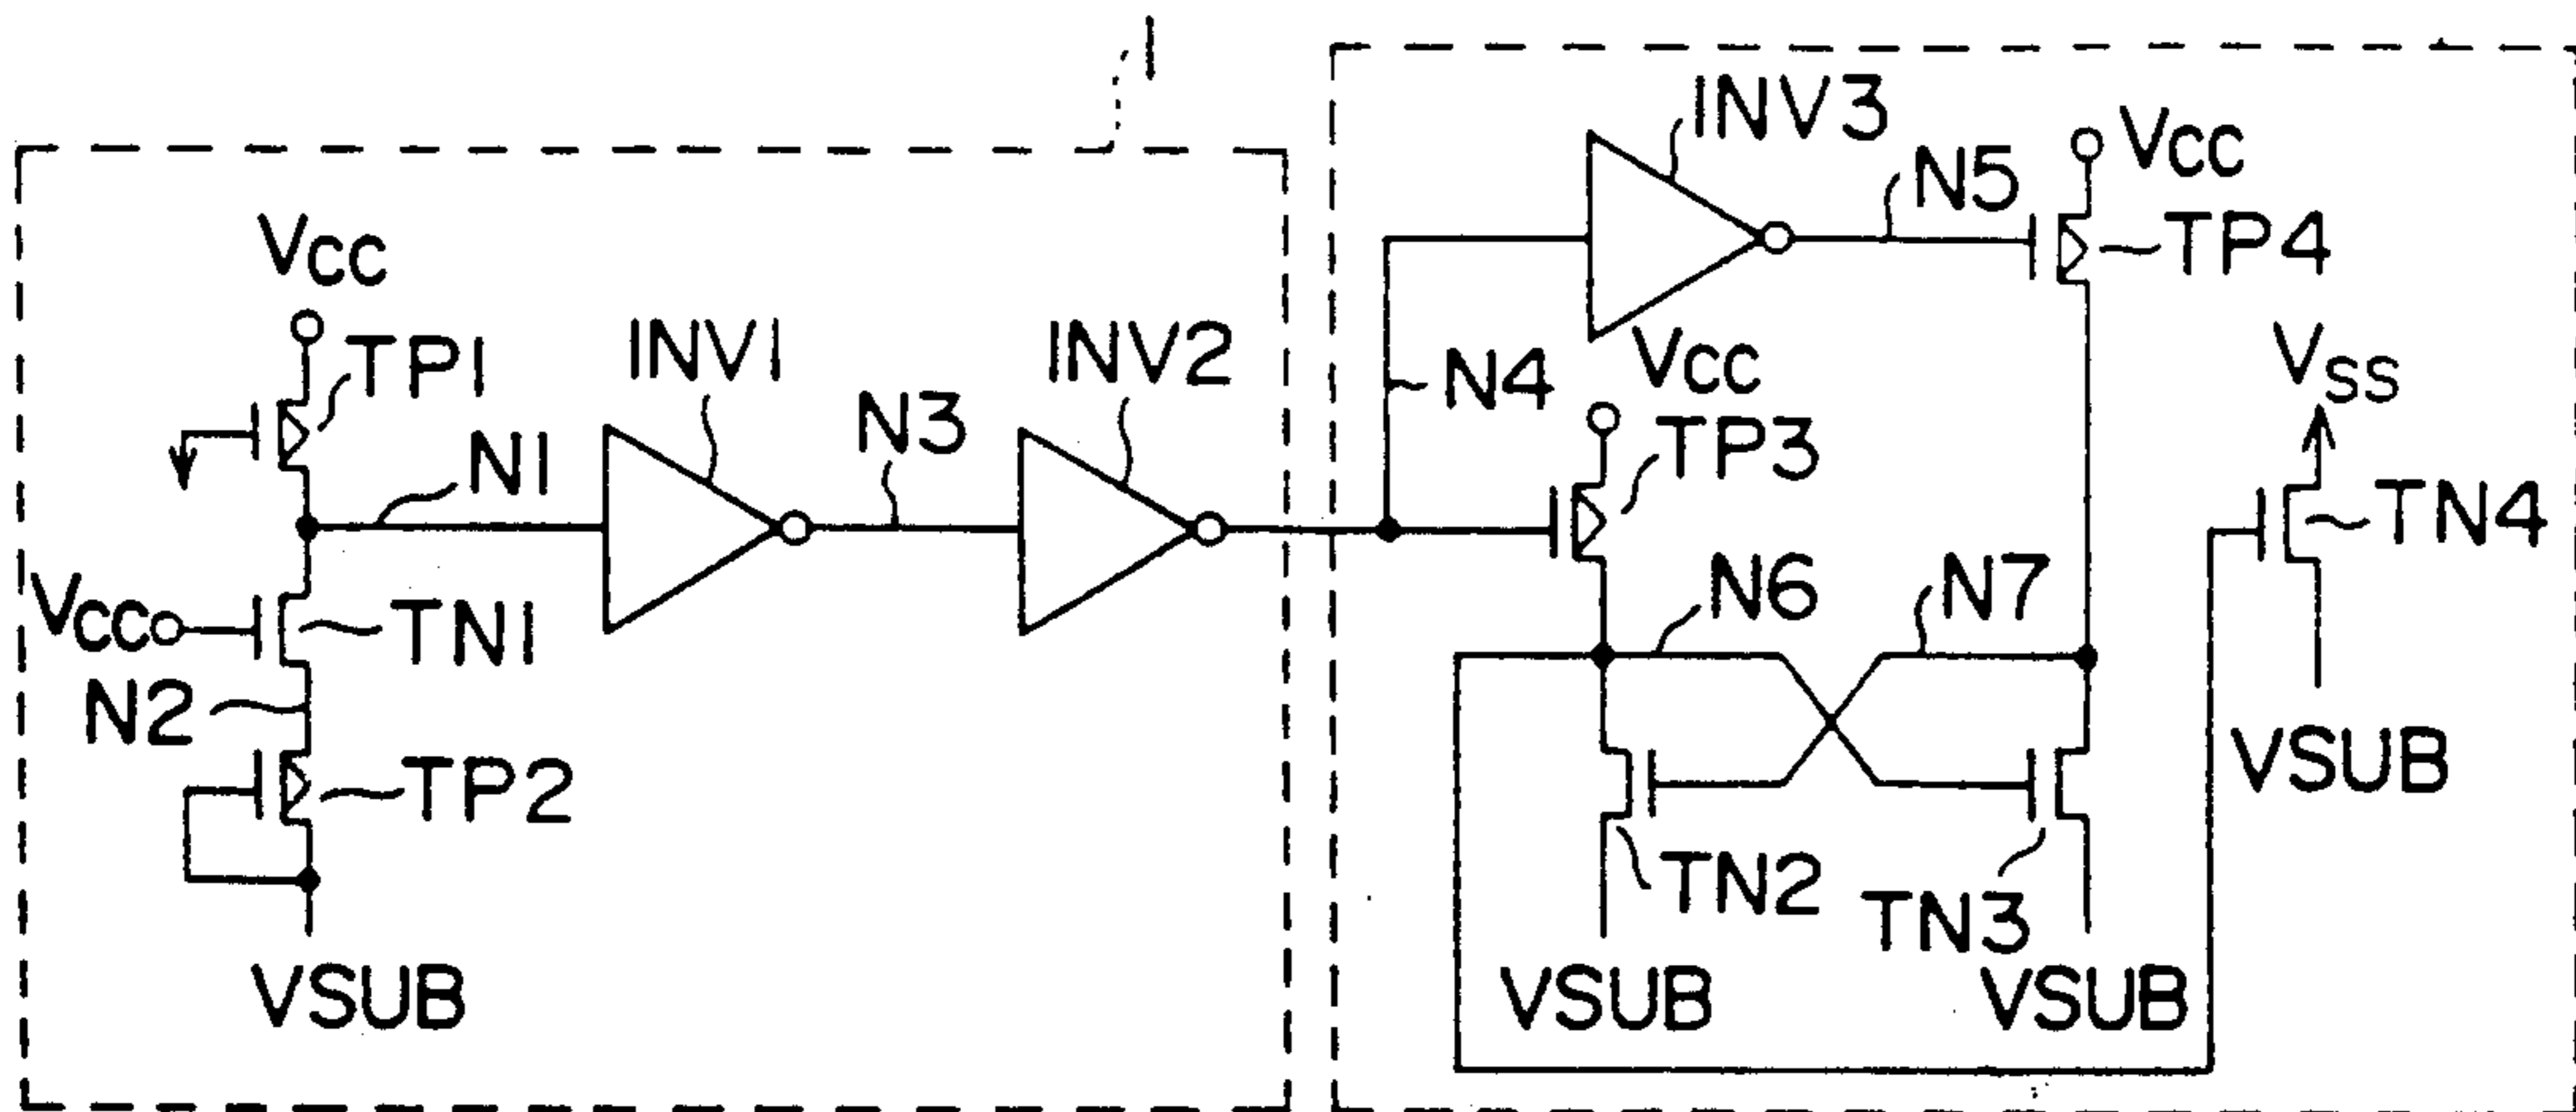 1
VCC
TP1
INV1
INV2
N1
N3
VCC
TN1
N2
TP2
VSUB
INV3
N5
VCC
TP4
N4
VCC
TP3
VSS
TN4
N6
N7
TN2
TN3
VSUB
VSUB
VSUB